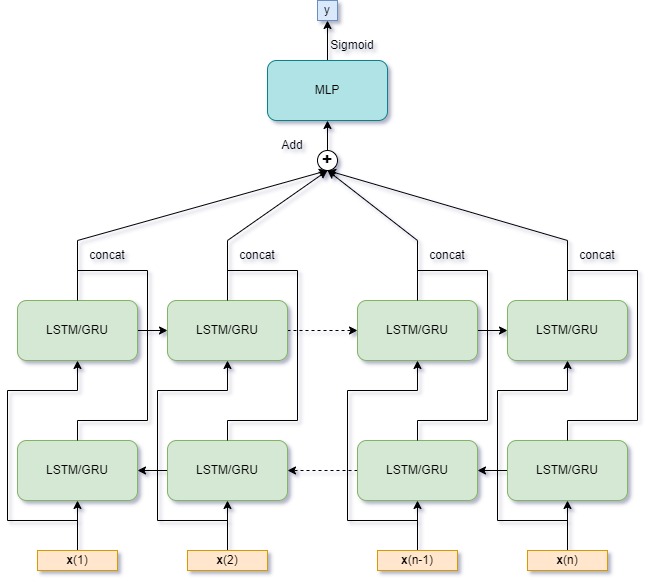 y
Sigmoid
MLP
Add
+
concat concat concat concat
LSTM/GRU LSTM/GRU LSTM/GRU LSTM/GRU
LSTM/GRU LSTM/GRU LSTM/GRU LSTM/GRU
x(1) x(2) x(n-1) x(n)